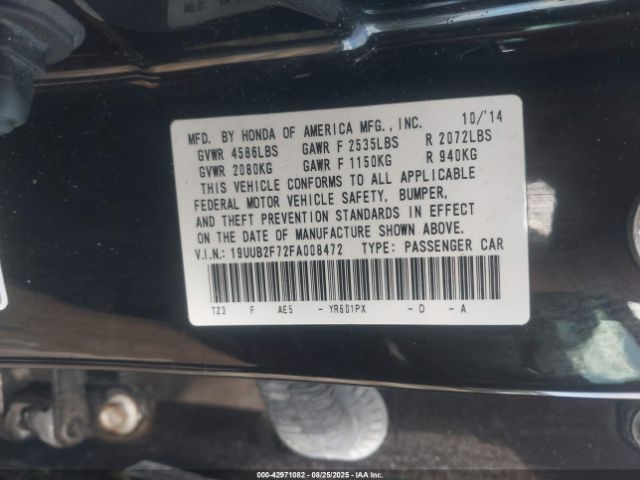 MFD. BY HONDA OF AMERICA MFG., INC. 10/'14
GVWR 4586LBS GAWR F 2535LBS R 2072LBS
GVWR 2080KG GAWR F 1150KG R 940KG
THIS VEHICLE CONFORMS TO ALL APPLICABLE
FEDERAL MOTOR VEHICLE SAFETY, BUMPER,
AND THEFT PREVENTION STANDARDS IN EFFECT
ON THE DATE OF MANUFACTURE SHOWN ABOVE.
V.I.N.: 19UUB2F72FA008472 TYPE: PASSENGER CAR
TZ3 F AE5 - YR601PX - D - A
000-42971082 - 08/25/2025 - IAA Inc.